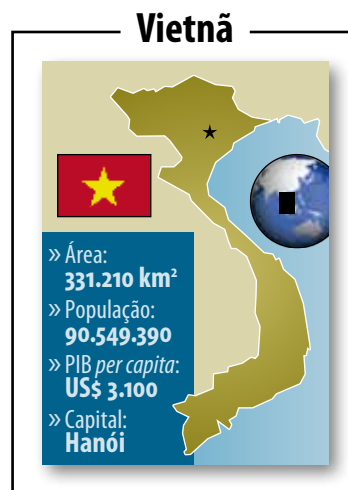 Vietnã
» Área:
331.210 km²
» População:
90.549.390
» PIB per capita:
US$ 3.100
» Capital:
Hanói